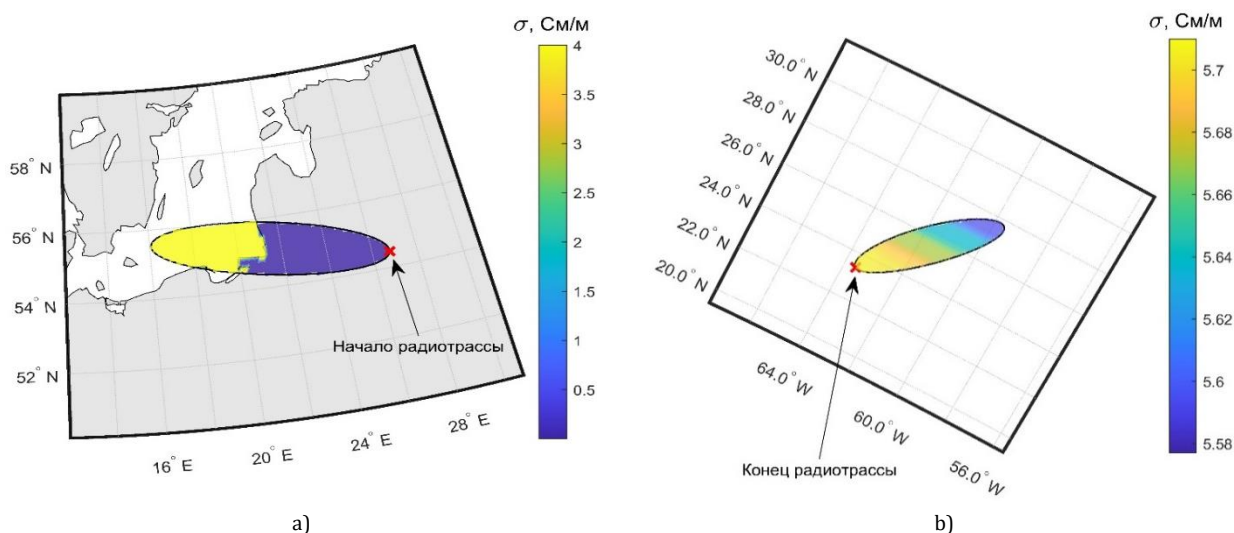 σ, См/м
4
3.5
3
2.5
2
1.5
1
0.5
58° N
56° N
54° N
52° N
16° E
20° E
24° E
28° E
Начало радиотрассы
a)
σ, См/м
5.7
5.68
5.66
5.64
5.62
5.6
5.58
30.0° N
28.0° N
26.0° N
24.0° N
22.0° N
20.0° N
64.0° W
60.0° W
56.0° W
Конец радиотрассы
b)